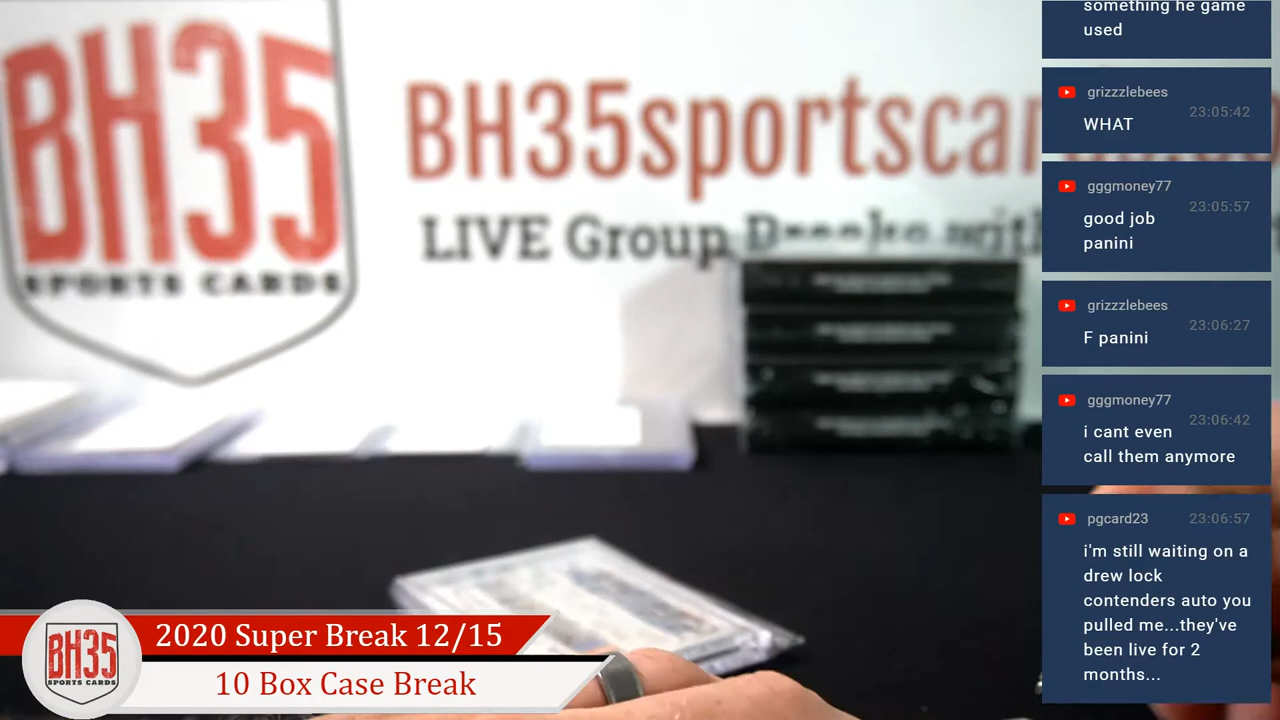 BH35
SPORTS CARDS
BH35sportscar
LIVE Group
something he game
used
grizzzlebees
23:05:42
WHAT
gggmoney77
23:05:57
good job
panini
grizzzlebees
23:06:27
F panini
gggmoney77
23:06:42
i cant even
call them anymore
pgcard23
23:06:57
i'm still waiting on a
drew lock
contenders auto you
pulled me...they've
been live for 2
months...
2020 Super Break 12/15
10 Box Case Break
BH35
SPORTS CARDS